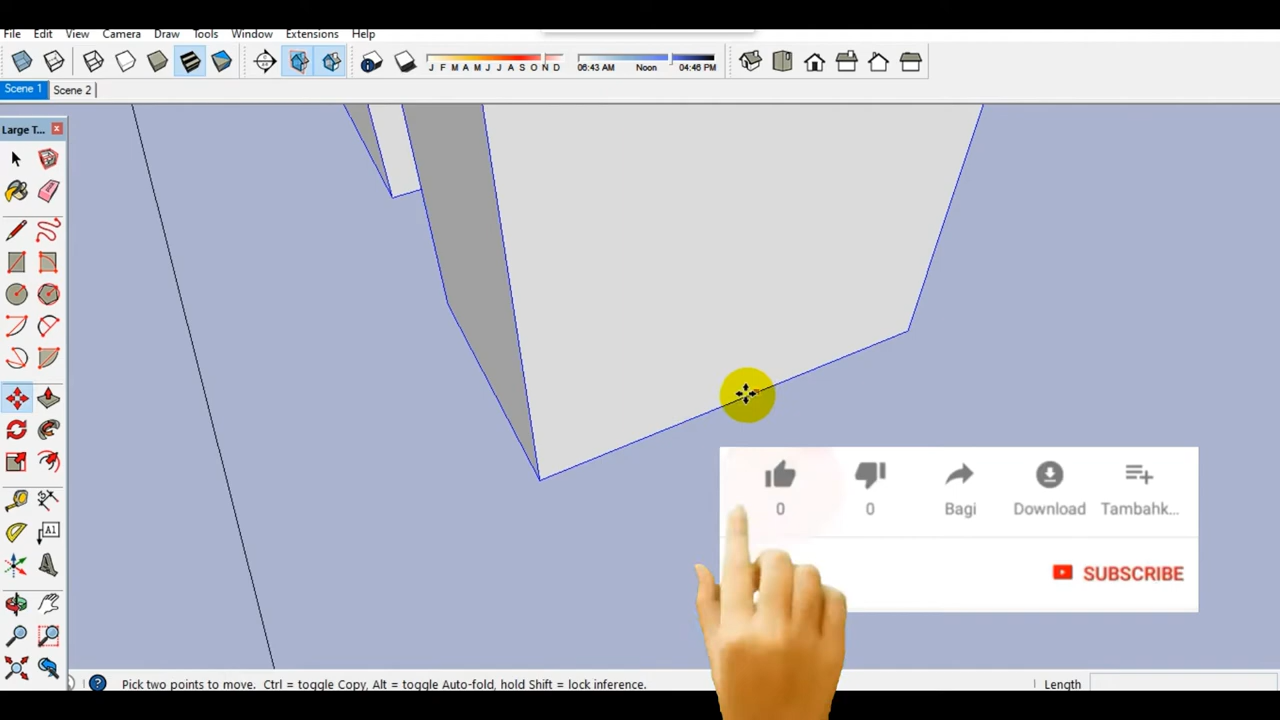 File Edit View Camera Draw Tools Window Extensions Help
J F M A M J J A S O N D 06:43 AM Noon 04:46 PM
Scene 1 Scene 2
Large T...
A1
0 0 Bagi Download Tambahk...
SUBSCRIBE
? Pick two points to move. Ctrl = toggle Copy, Alt = toggle Auto-fold, hold Shift = lock inference. Length